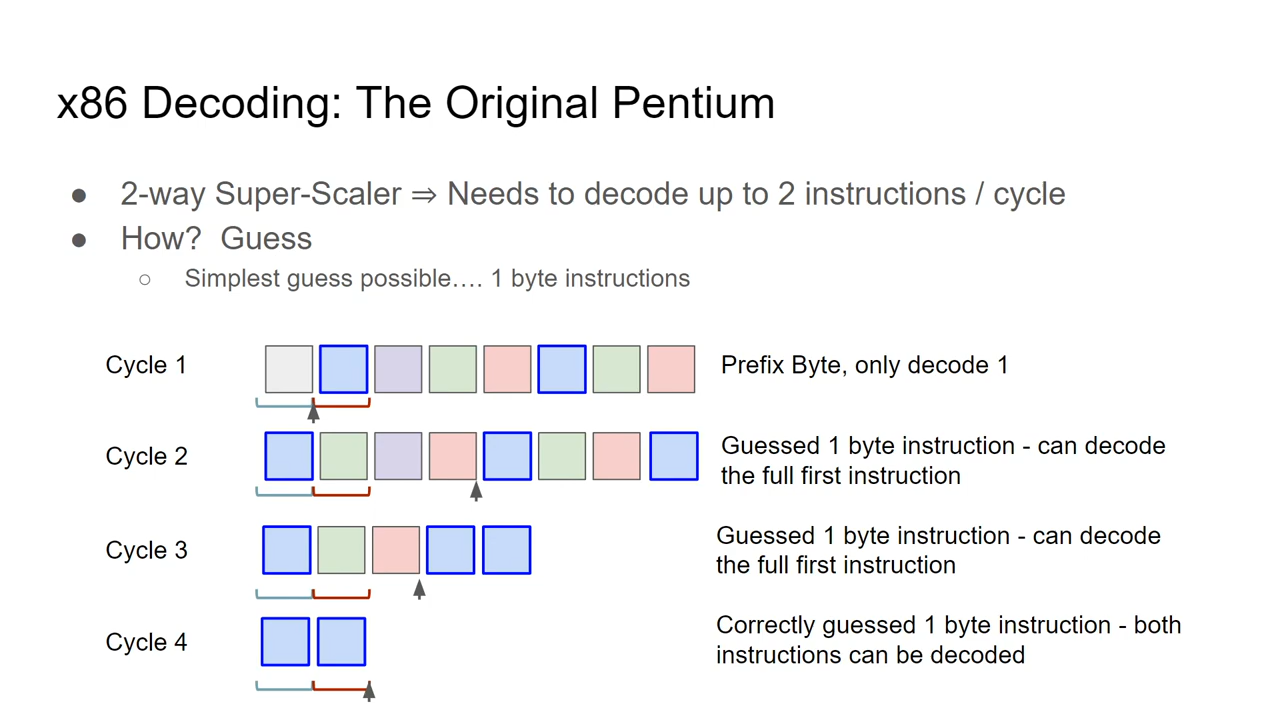 x86 Decoding: The Original Pentium
● 2-way Super-Scaler ⇒ Needs to decode up to 2 instructions / cycle
● How?  Guess
○ Simplest guess possible…. 1 byte instructions
Cycle 1
Prefix Byte, only decode 1
Cycle 2
Guessed 1 byte instruction - can decode
the full first instruction
Cycle 3
Guessed 1 byte instruction - can decode
the full first instruction
Cycle 4
Correctly guessed 1 byte instruction - both
instructions can be decoded